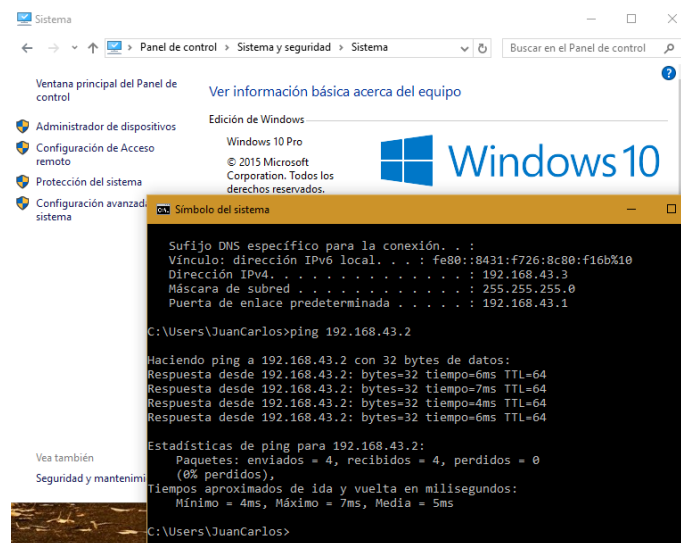 Sistema
Panel de control > Sistema y seguridad > Sistema
Buscar en el Panel de control
Ventana principal del Panel de
control
Ver información básica acerca del equipo
Edición de Windows
Administrador de dispositivos
Windows 10 Pro
Configuración de Acceso
remoto
© 2015 Microsoft
Corporation. Todos los
derechos reservados.
Windows 10
Protección del sistema
Configuración avanzada
sistema
Símbolo del sistema
Sufijo DNS específico para la conexión. . :
Vínculo: dirección IPv6 local. . . : fe80::8431:f726:8c80:f16b%10
Dirección IPv4. . . . . . . . . . . . . . : 192.168.43.3
Máscara de subred . . . . . . . . . . . . : 255.255.255.0
Puerta de enlace predeterminada . . . . . : 192.168.43.1
C:\Users\JuanCarlos>ping 192.168.43.2
Haciendo ping a 192.168.43.2 con 32 bytes de datos:
Respuesta desde 192.168.43.2: bytes=32 tiempo=6ms TTL=64
Respuesta desde 192.168.43.2: bytes=32 tiempo=7ms TTL=64
Respuesta desde 192.168.43.2: bytes=32 tiempo=4ms TTL=64
Respuesta desde 192.168.43.2: bytes=32 tiempo=6ms TTL=64
Estadísticas de ping para 192.168.43.2:
Paquetes: enviados = 4, recibidos = 4, perdidos = 0
(0% perdidos),
Tiempos aproximados de ida y vuelta en milisegundos:
Mínimo = 4ms, Máximo = 7ms, Media = 5ms
C:\Users\JuanCarlos>
Vea también
Seguridad y mantenimi